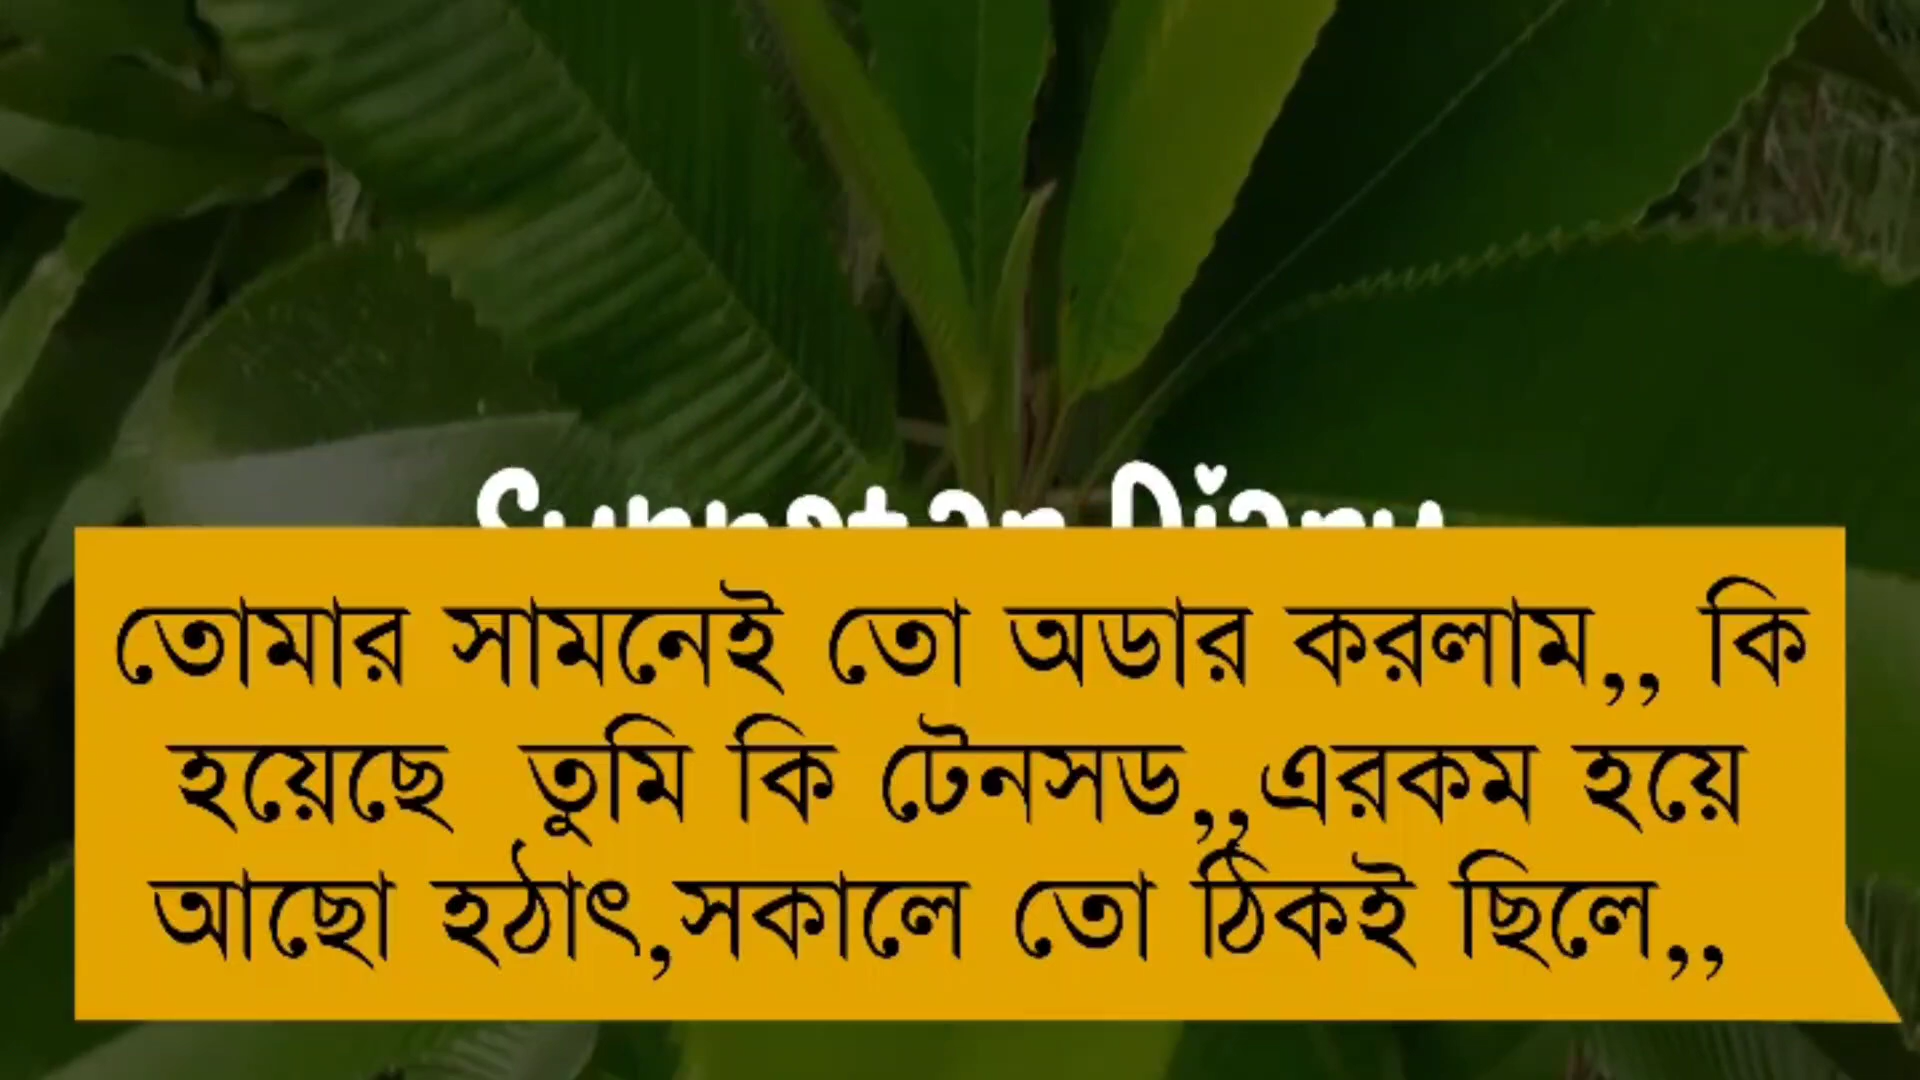 তোমার সামনেই তো অডার করলাম,, কি
হয়েছে তুমি কি টেনসড,,এরকম হয়ে
আছো হঠাৎ,সকালে তো ঠিকই ছিলে,,